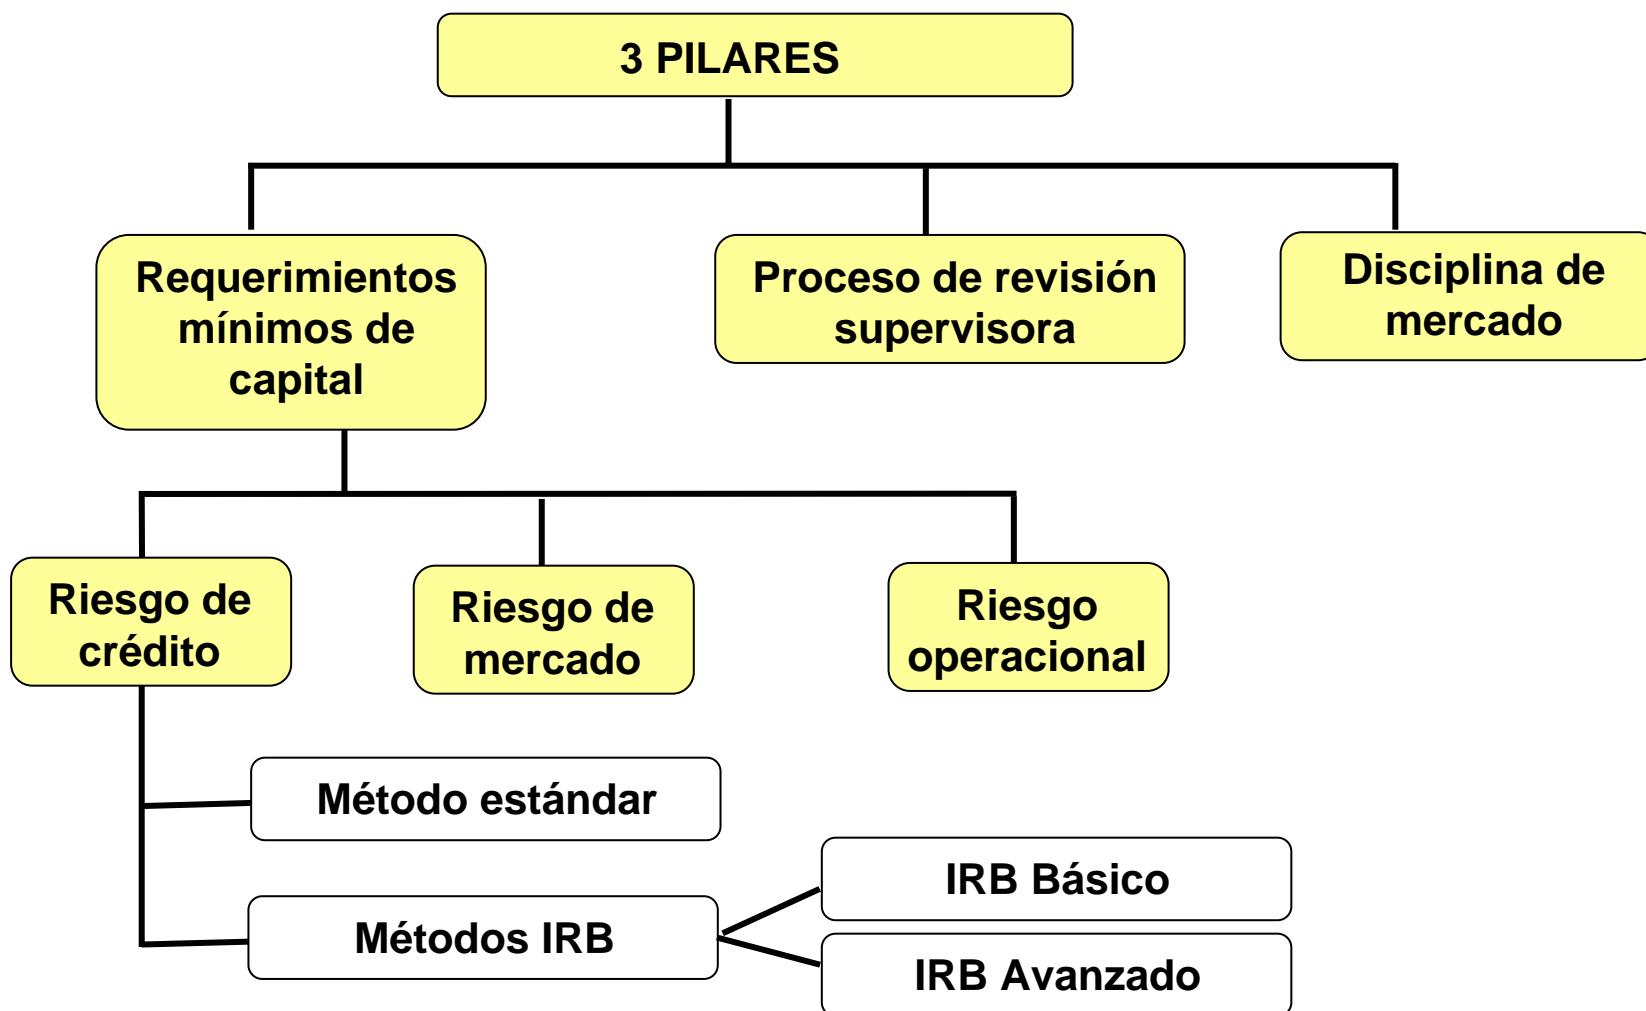 3 PILARES
Requerimientos
mínimos de
capital
Proceso de revisión
supervisora
Disciplina de
mercado
Riesgo de
crédito
Riesgo de
mercado
Riesgo
operacional
Método estándar
Métodos IRB
IRB Básico
IRB Avanzado